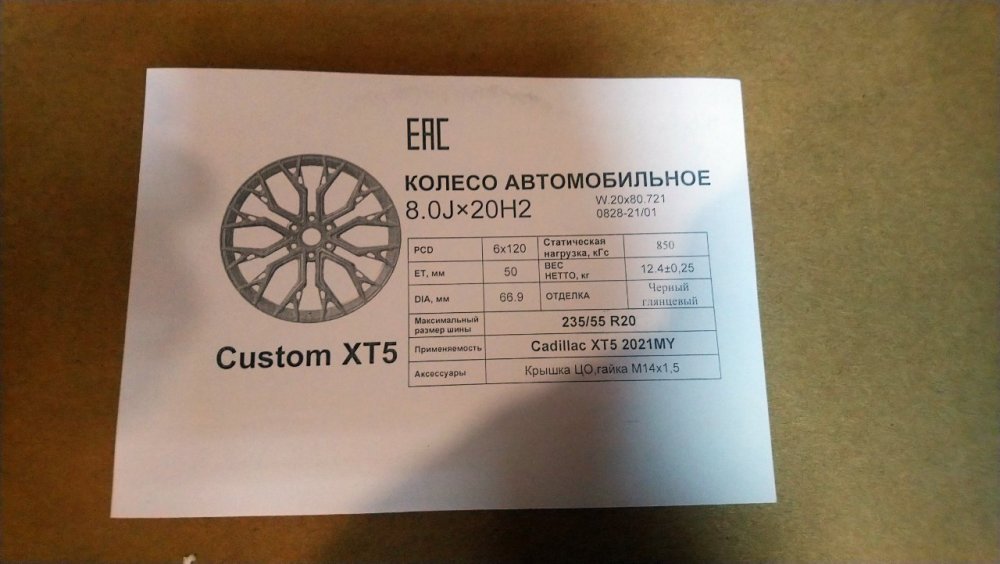 EAC
КОЛЕСО АВТОМОБИЛЬНОЕ
8.0J×20H2
W.20x80.721
0828-21/01
PCD 6x120 Статическая нагрузка, кГс 850
ET, мм 50 ВЕС НЕТТО, кг 12.4±0,25
DIA, мм 66.9 ОТДЕЛКА Черный глянцевый
Максимальный размер шины 235/55 R20
Применяемость Cadillac XT5 2021MY
Аксессуары Крышка ЦО,гайка М14х1,5
Custom XT5